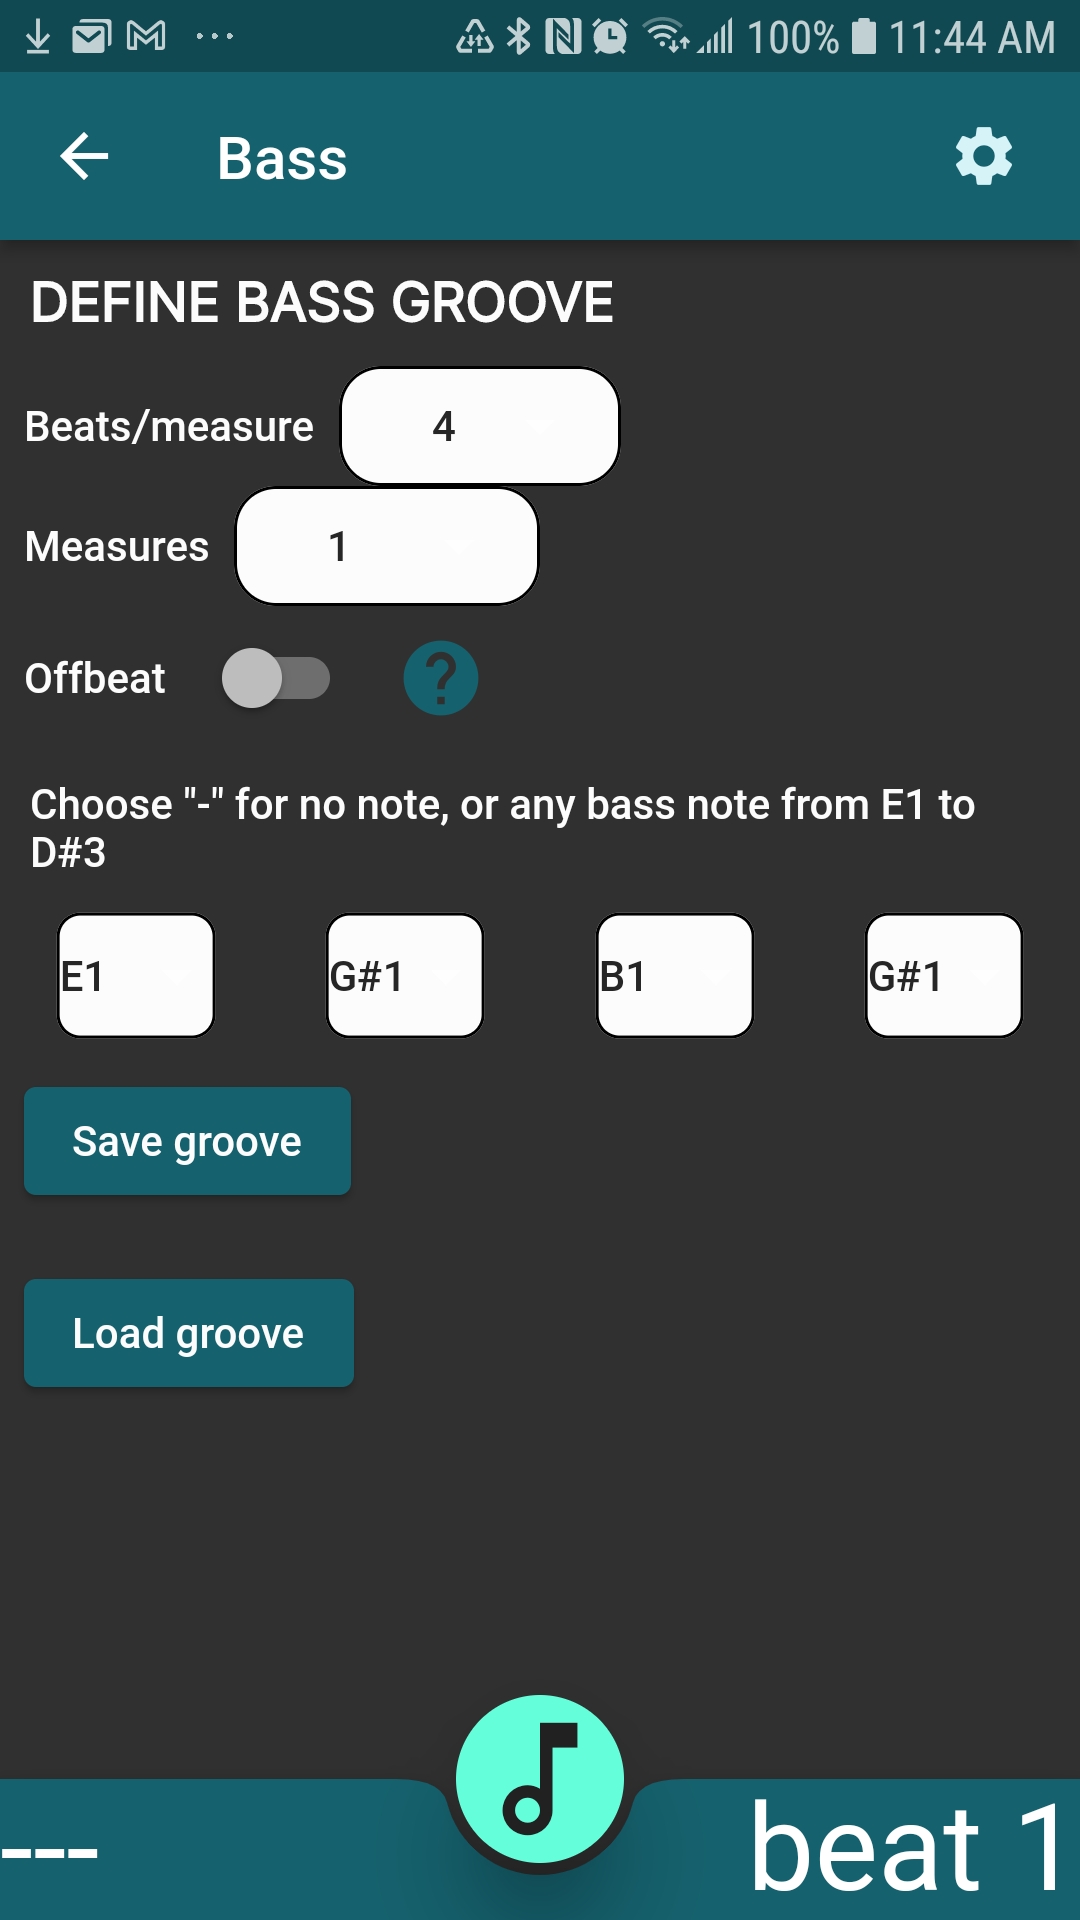 100% 11:44 AM
Bass
DEFINE BASS GROOVE
Beats/measure 4
Measures 1
Offbeat ?
Choose "-" for no note, or any bass note from E1 to
D#3
E1 G#1 B1 G#1
Save groove
Load groove
--- beat 1